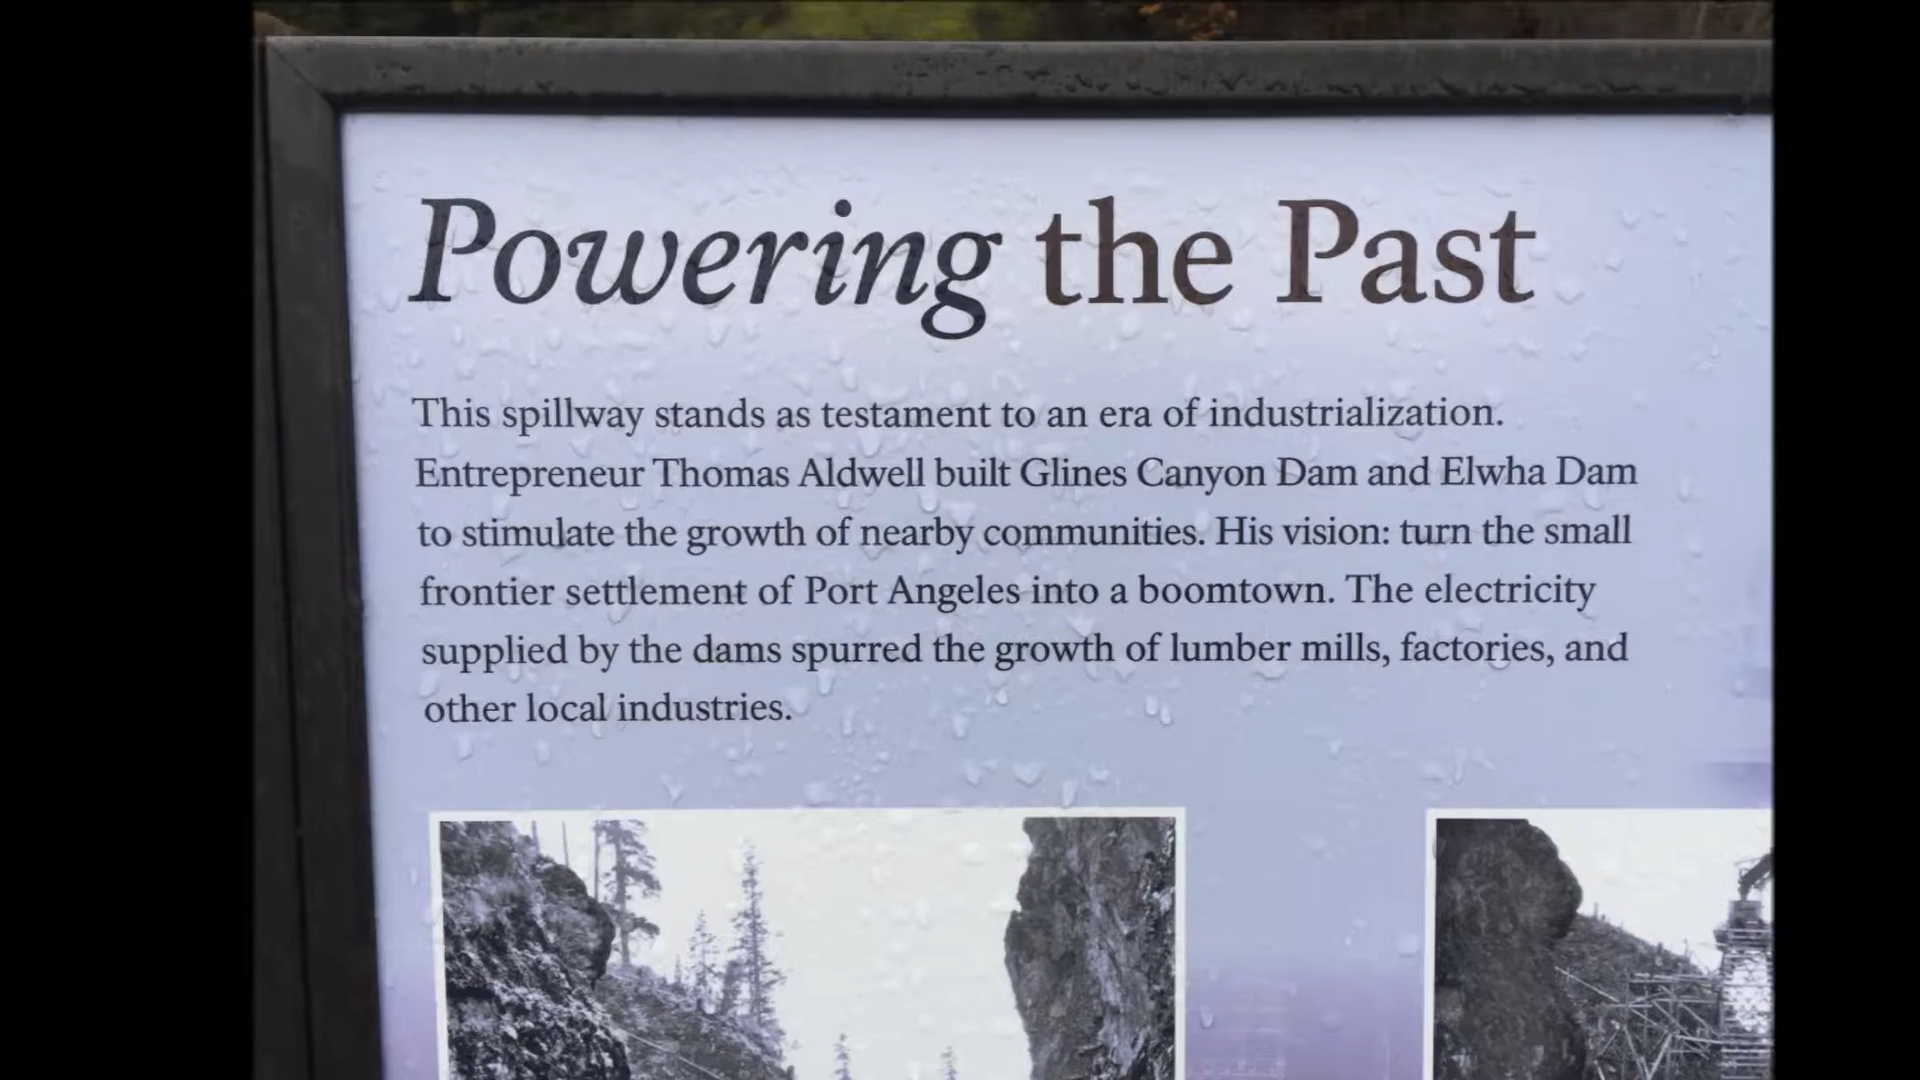 Powering the Past
This spillway stands as testament to an era of industrialization.
Entrepreneur Thomas Aldwell built Glines Canyon Dam and Elwha Dam
to stimulate the growth of nearby communities. His vision: turn the small
frontier settlement of Port Angeles into a boomtown. The electricity
supplied by the dams spurred the growth of lumber mills, factories, and
other local industries.